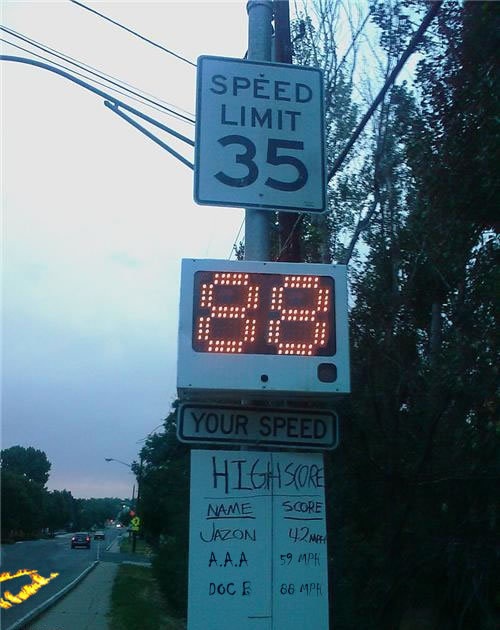 SPEED
LIMIT
35
88
YOUR SPEED
HIGH SCORE
NAME SCORE
JAZON 42 MPH
A.A.A 59 MPH
DOC B 88 MPH